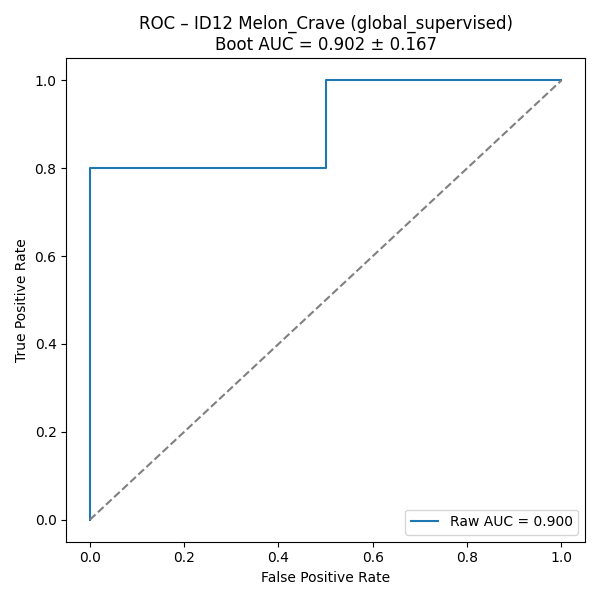 ROC – ID12 Melon_Crave (global_supervised)
Boot AUC = 0.902 ± 0.167
1.0
0.8
0.6
0.4
0.2
0.0
True Positive Rate
Raw AUC = 0.900
0.0 0.2 0.4 0.6 0.8 1.0
False Positive Rate